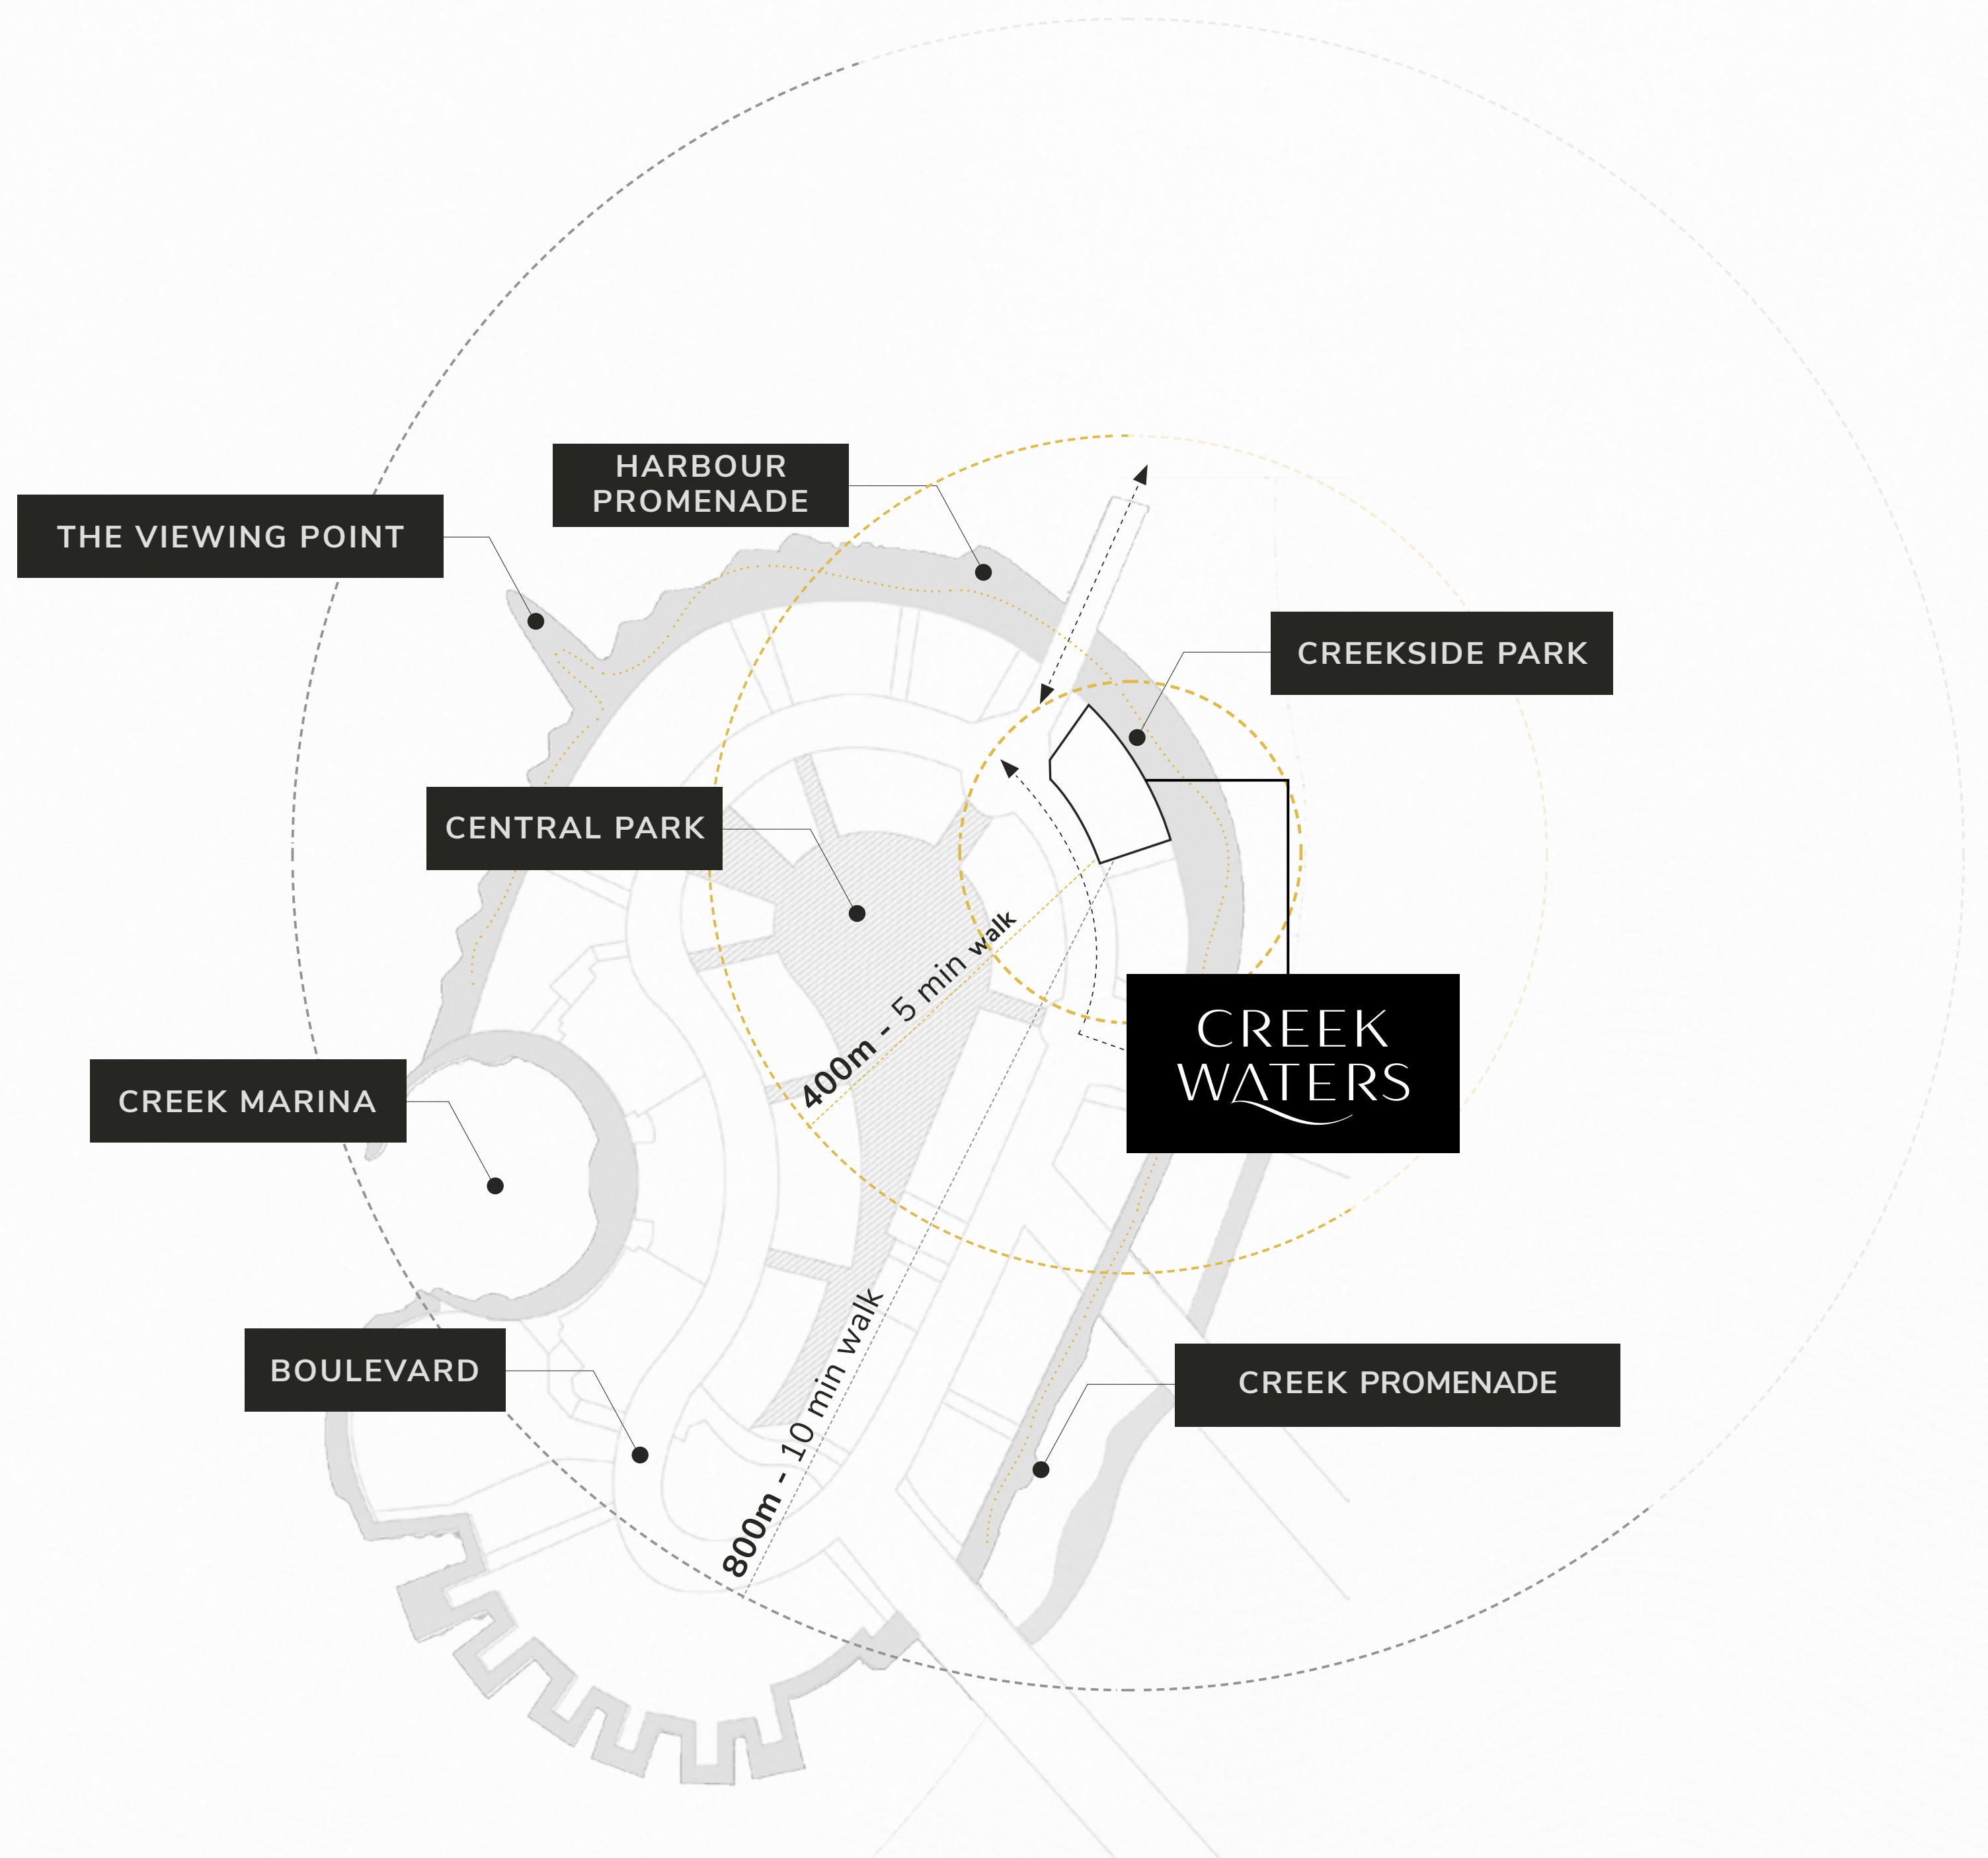 HARBOUR
PROMENADE
THE VIEWING POINT
CREEKSIDE PARK
CENTRAL PARK
400m - 5 min walk
CREEK
WATERS
CREEK MARINA
800m - 10 min walk
BOULEVARD
CREEK PROMENADE